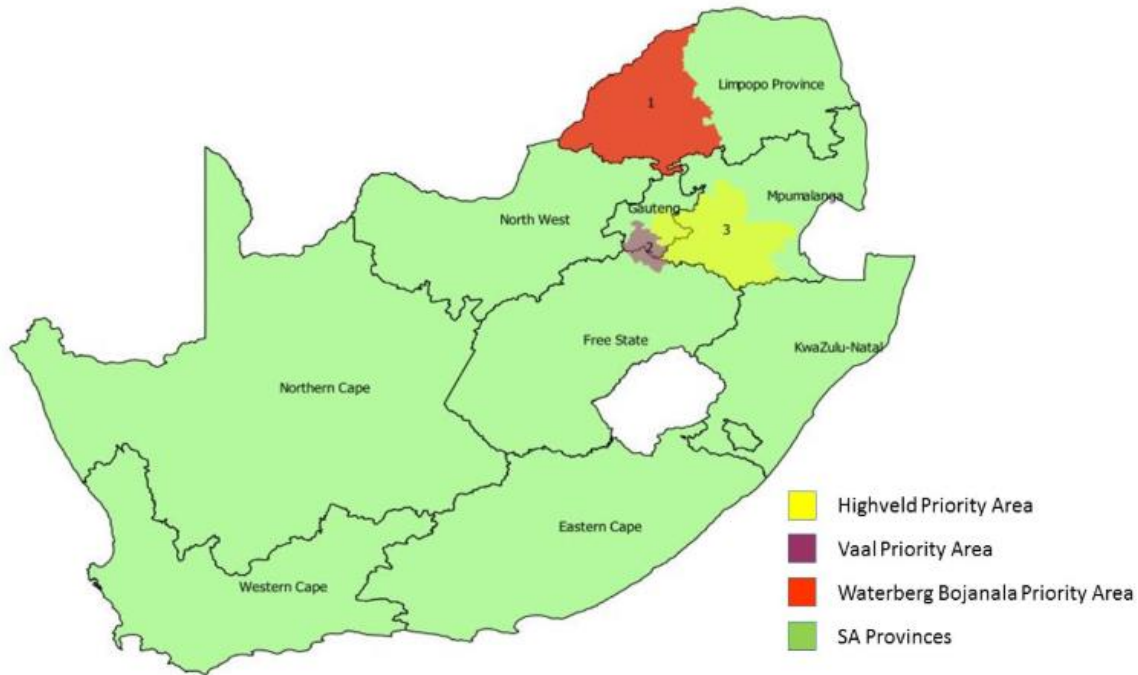 1
Limpopo Province
North West
Gauteng
Mpumalanga
2
3
Free State
KwaZulu-Natal
Northern Cape
Eastern Cape
Western Cape
Highveld Priority Area
Vaal Priority Area
Waterberg Bojanala Priority Area
SA Provinces